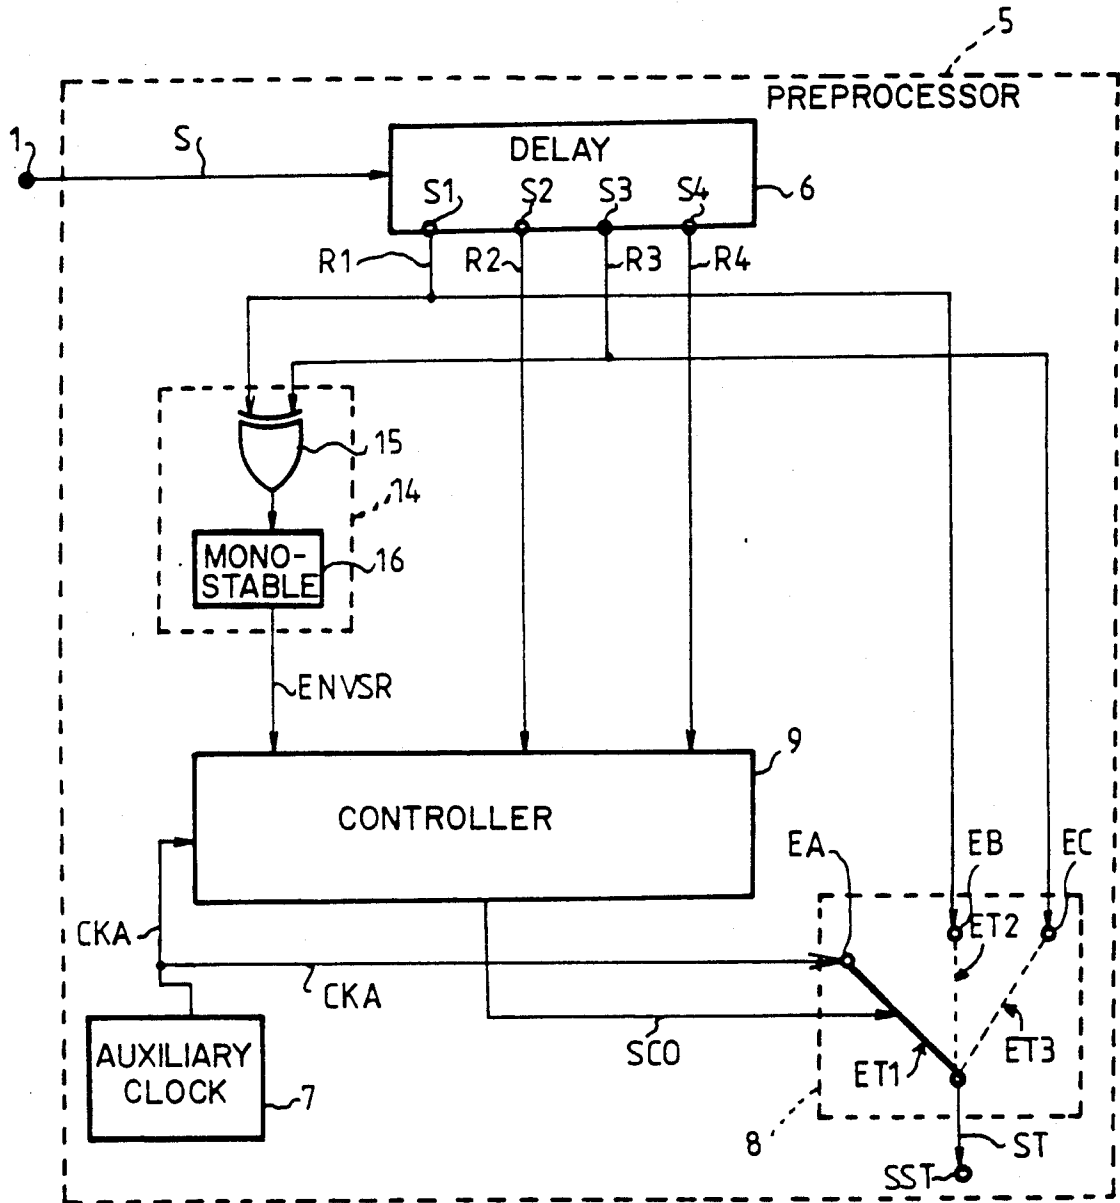 5
PREPROCESSOR
1
S
DELAY
6
S1 S2 S3 S4
R1 R2 R3 R4
15
14
MONO-
STABLE
16
ENVSR
9
CONTROLLER
EA EB EC
CKA
ET2
CKA
SCO
ET1
ET3
AUXILIARY
CLOCK
7
8
ST
SST